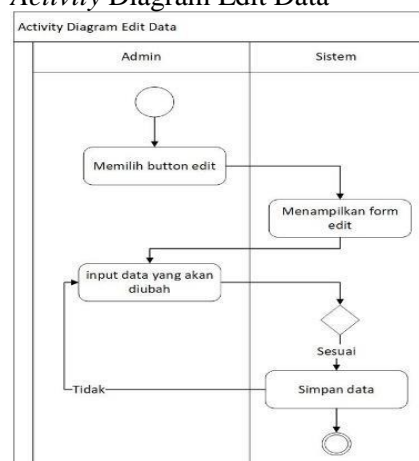 Activity Diagram Edit Data
Activity Diagram Edit Data
Admin
Sistem
Memilih button edit
Menampilkan form
edit
input data yang akan
diubah
Sesuai
Tidak
Simpan data